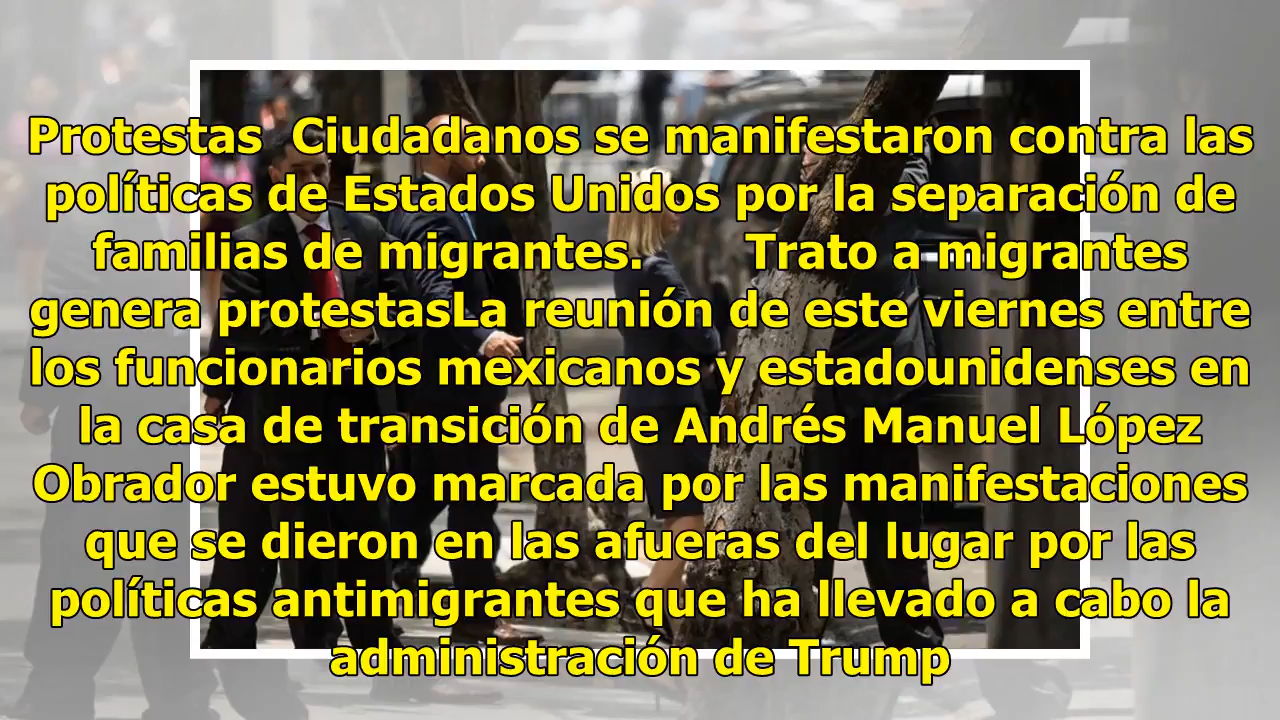 Protestas  Ciudadanos se manifestaron contra las
políticas de Estados Unidos por la separación de
familias de migrantes.      Trato a migrantes
genera protestasLa reunión de este viernes entre
los funcionarios mexicanos y estadounidenses en
la casa de transición de Andrés Manuel López
Obrador estuvo marcada por las manifestaciones
que se dieron en las afueras del lugar por las
políticas antimigrantes que ha llevado a cabo la
administración de Trump